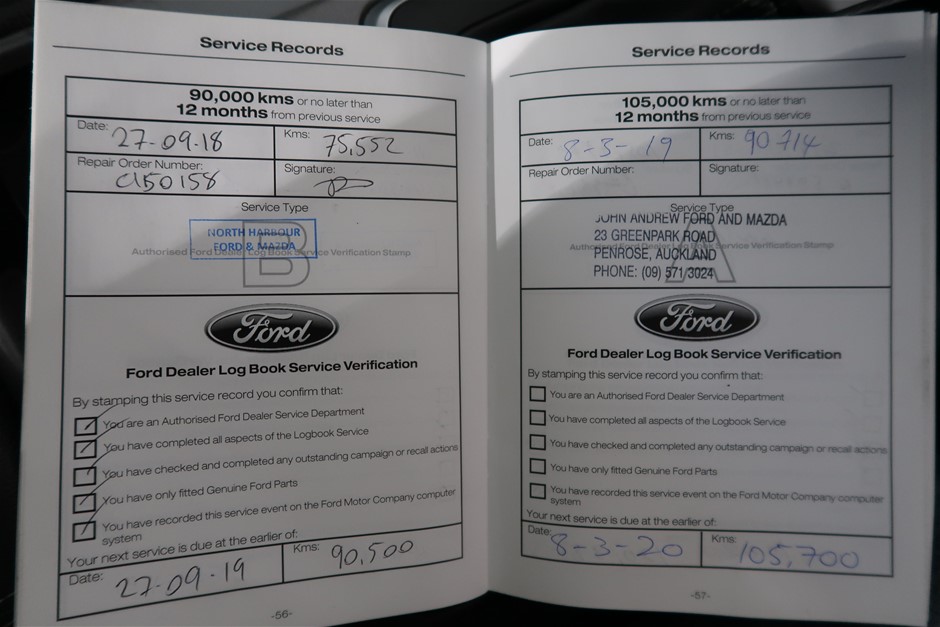 Service Records
90,000 kms or no later than
12 months from previous service
Date: 27-09-18 Kms: 75,552
Repair Order Number: Signature:
Service Type
NORTH HARBOUR
FORD & MAZDA
Authorised Ford Dealer Log Book Service Verification Stamp
B
Ford
Ford Dealer Log Book Service Verification
By stamping this service record you confirm that:
You are an Authorised Ford Dealer Service Department
You have completed all aspects of the Logbook Service
You have checked and completed any outstanding campaign or recall actions
You have only fitted Genuine Ford Parts
You have recorded this service event on the Ford Motor Company computer
system
Your next service is due at the earlier of:
Date: 27-09-19 Kms: 90,500
-56-
Service Records
105,000 kms or no later than
12 months from previous service
Date: 8-3-19 Kms: 90714
Repair Order Number: Signature:
Service Type
JOHN ANDREW FORD AND MAZDA
23 GREENPARK ROAD
Authorised Ford Dealer Log Book Service Verification Stamp
A
PENROSE, AUCKLAND
PHONE: (09) 571/3024
Ford
Ford Dealer Log Book Service Verification
By stamping this service record you confirm that:
You are an Authorised Ford Dealer Service Department
You have completed all aspects of the Logbook Service
You have checked and completed any outstanding campaign or recall actions
You have only fitted Genuine Ford Parts
You have recorded this service event on the Ford Motor Company computer
system
Your next service is due at the earlier of:
Date: 8-3-20 Kms: 105,700
-57-